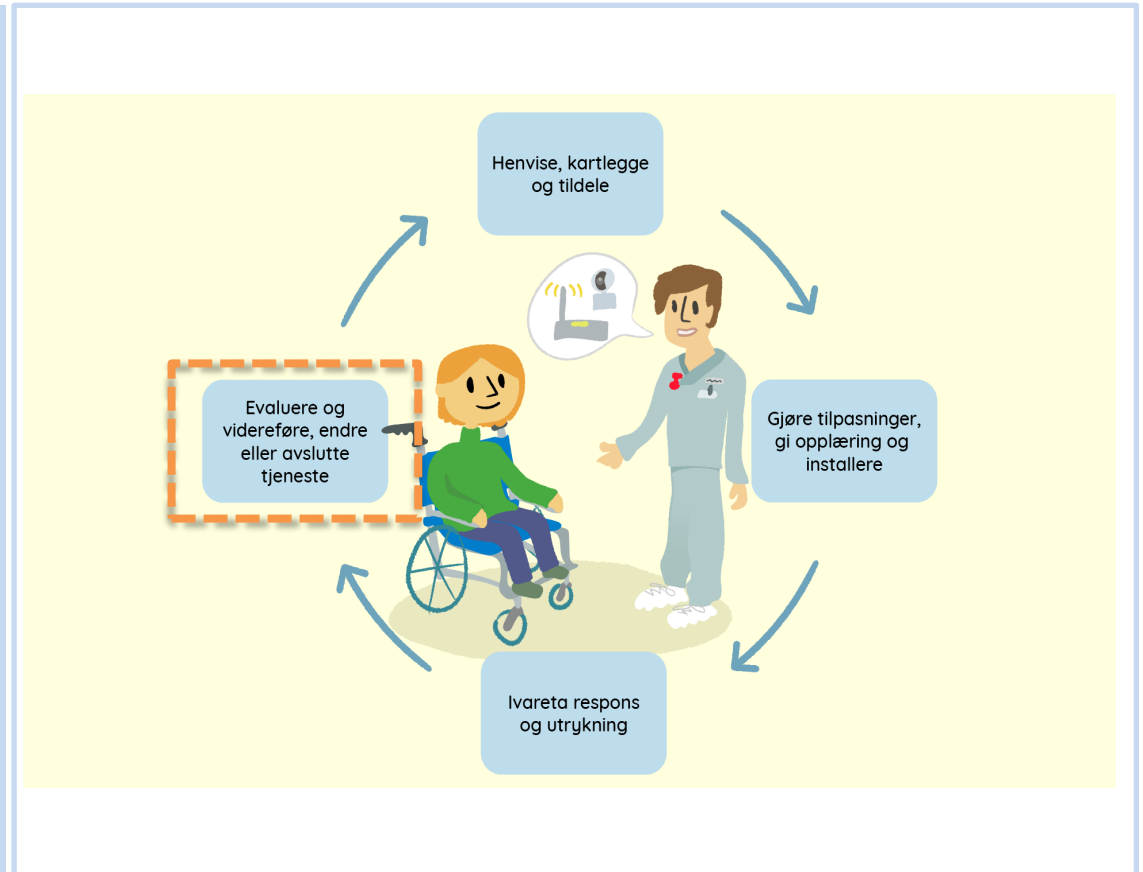 Henvise, kartlegge
og tildele
Gjøre tilpasninger,
gi opplæring og
installere
Ivareta respons
og utrykning
Evaluere og
videreføre, endre
eller avslutte
tjeneste